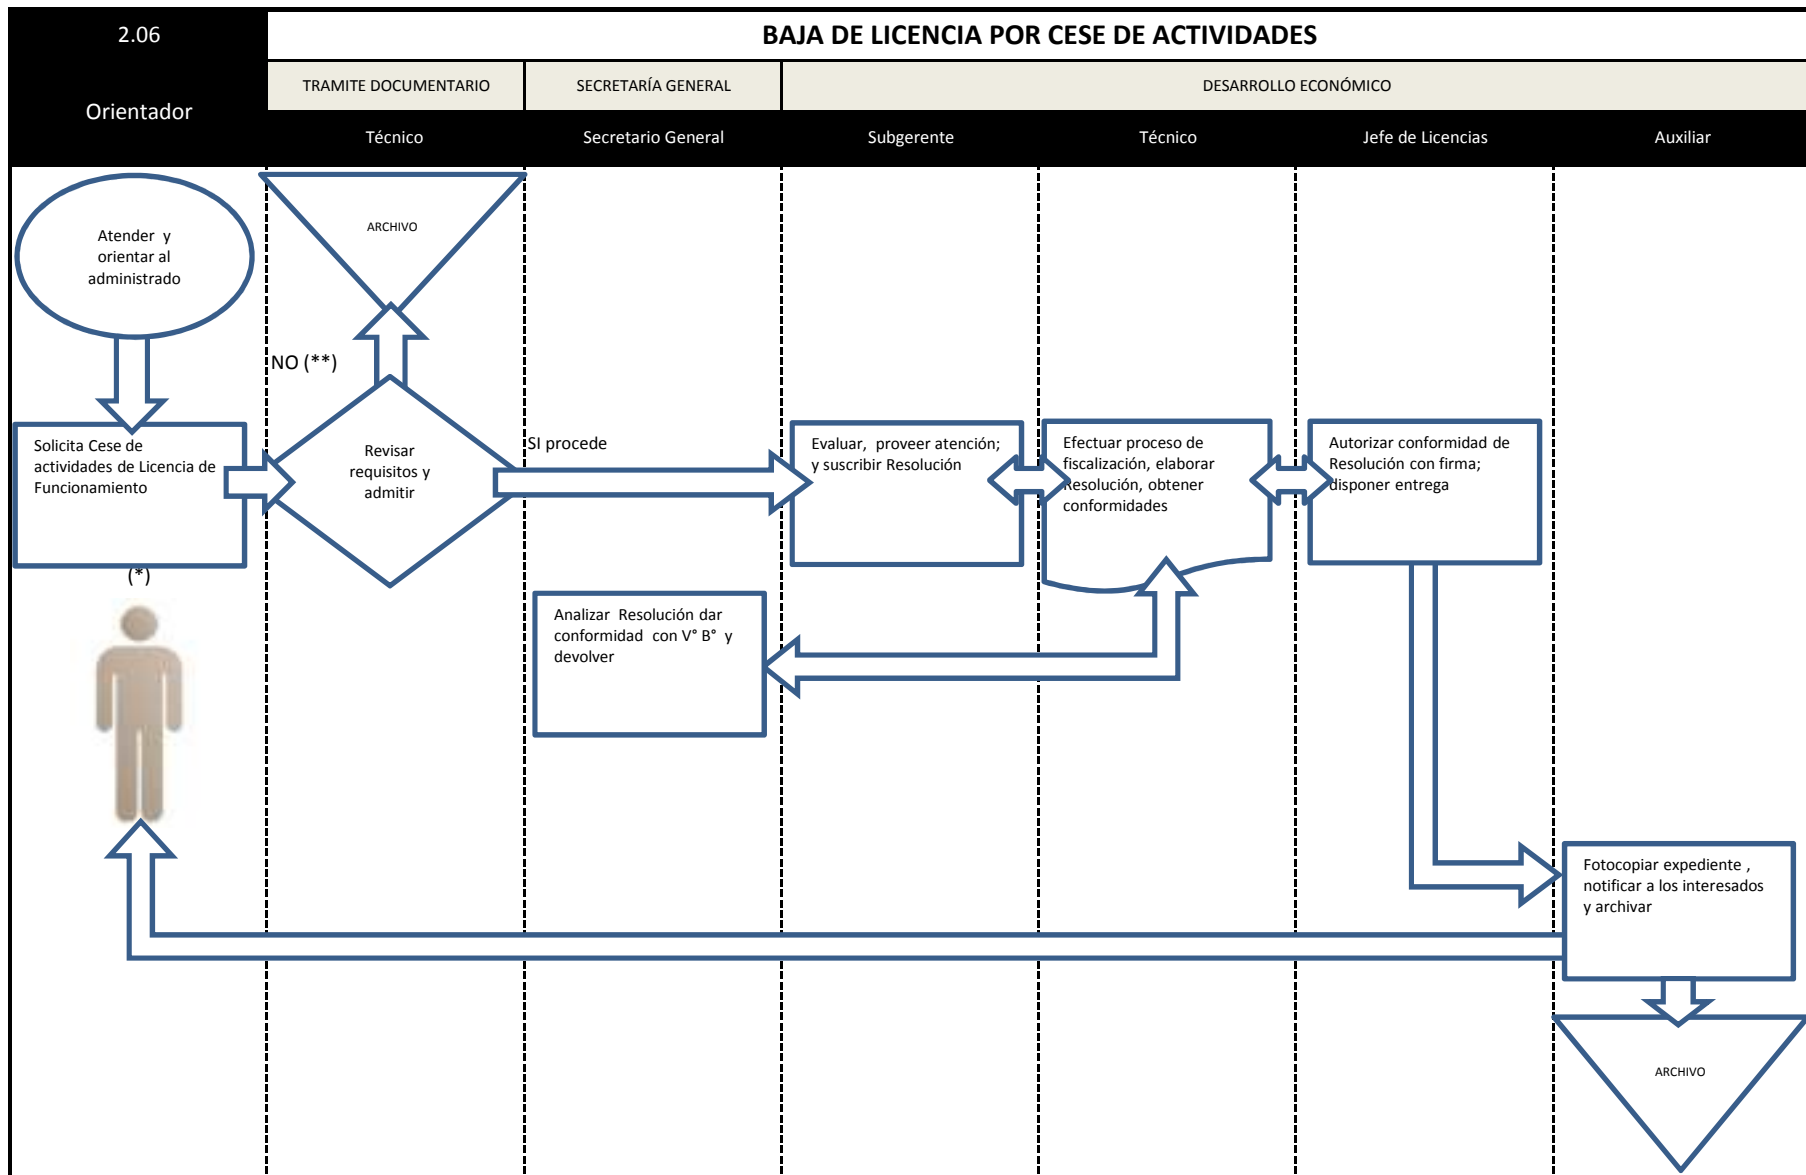 2.06
BAJA DE LICENCIA POR CESE DE ACTIVIDADES
Orientador
TRAMITE DOCUMENTARIO
SECRETARÍA GENERAL
DESARROLLO ECONÓMICO
Técnico
Secretario General
Subgerente
Técnico
Jefe de Licencias
Auxiliar
Atender y
orientar al
administrado
ARCHIVO
NO (**)
Solicita Cese de
actividades de Licencia de
Funcionamiento
(*)
Revisar
requisitos y
admitir
SI procede
Evaluar, proveer atención;
y suscribir Resolución
Efectuar proceso de
fiscalización, elaborar
Resolución, obtener
conformidades
Autorizar conformidad de
Resolución con firma;
disponer entrega
Analizar Resolución dar
conformidad con V° B° y
devolver
Fotocopiar expediente ,
notificar a los interesados
y archivar
ARCHIVO